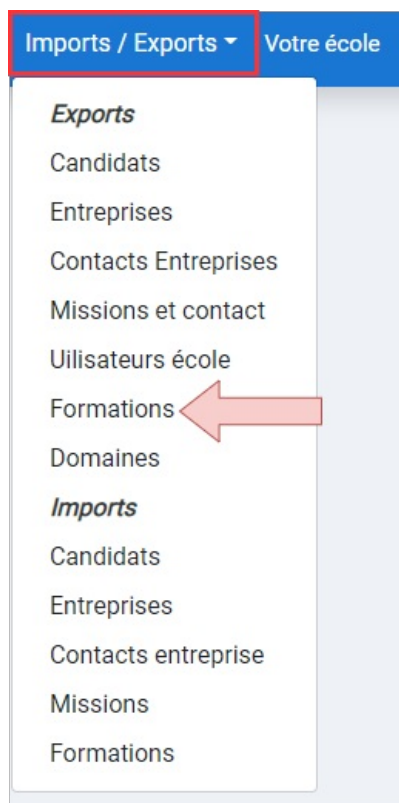 Imports / Exports Votre école
Exports
Candidats
Entreprises
Contacts Entreprises
Missions et contact
Uilisateurs école
Formations
Domaines
Imports
Candidats
Entreprises
Contacts entreprise
Missions
Formations